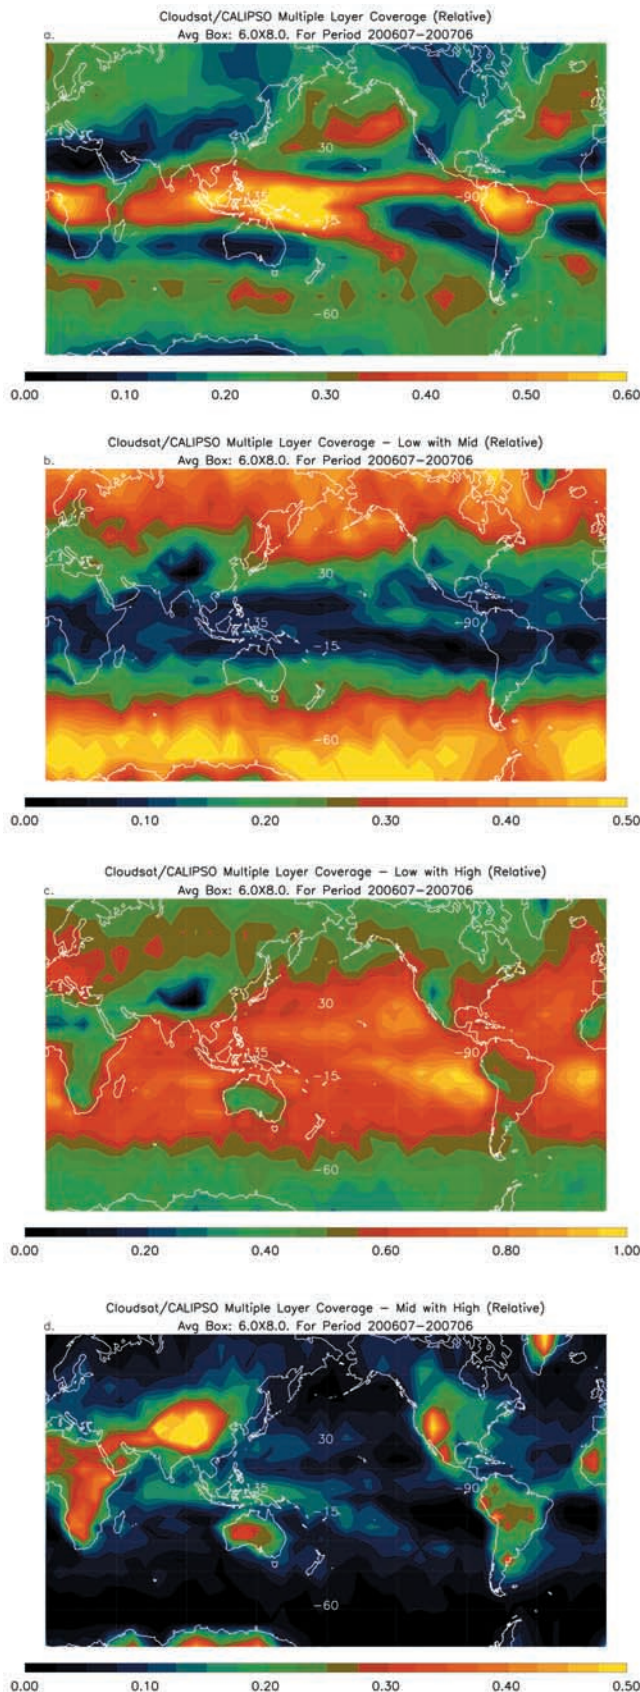 Cloudsat/CALIPSO Multiple Layer Coverage (Relative)
a. Avg Box: 6.0X8.0. For Period 200607-200706
30
135 -90
-15
-60
0.00 0.10 0.20 0.30 0.40 0.50 0.60
Cloudsat/CALIPSO Multiple Layer Coverage - Low with Mid (Relative)
b. Avg Box: 6.0X8.0. For Period 200607-200706
30
135 -90
-15
-60
0.00 0.10 0.20 0.30 0.40 0.50
Cloudsat/CALIPSO Multiple Layer Coverage - Low with High (Relative)
c. Avg Box: 6.0X8.0. For Period 200607-200706
30
135 -90
-15
-60
0.00 0.20 0.40 0.60 0.80 1.00
Cloudsat/CALIPSO Multiple Layer Coverage - Mid with High (Relative)
d. Avg Box: 6.0X8.0. For Period 200607-200706
30
135 -90
-15
-60
0.00 0.10 0.20 0.30 0.40 0.50